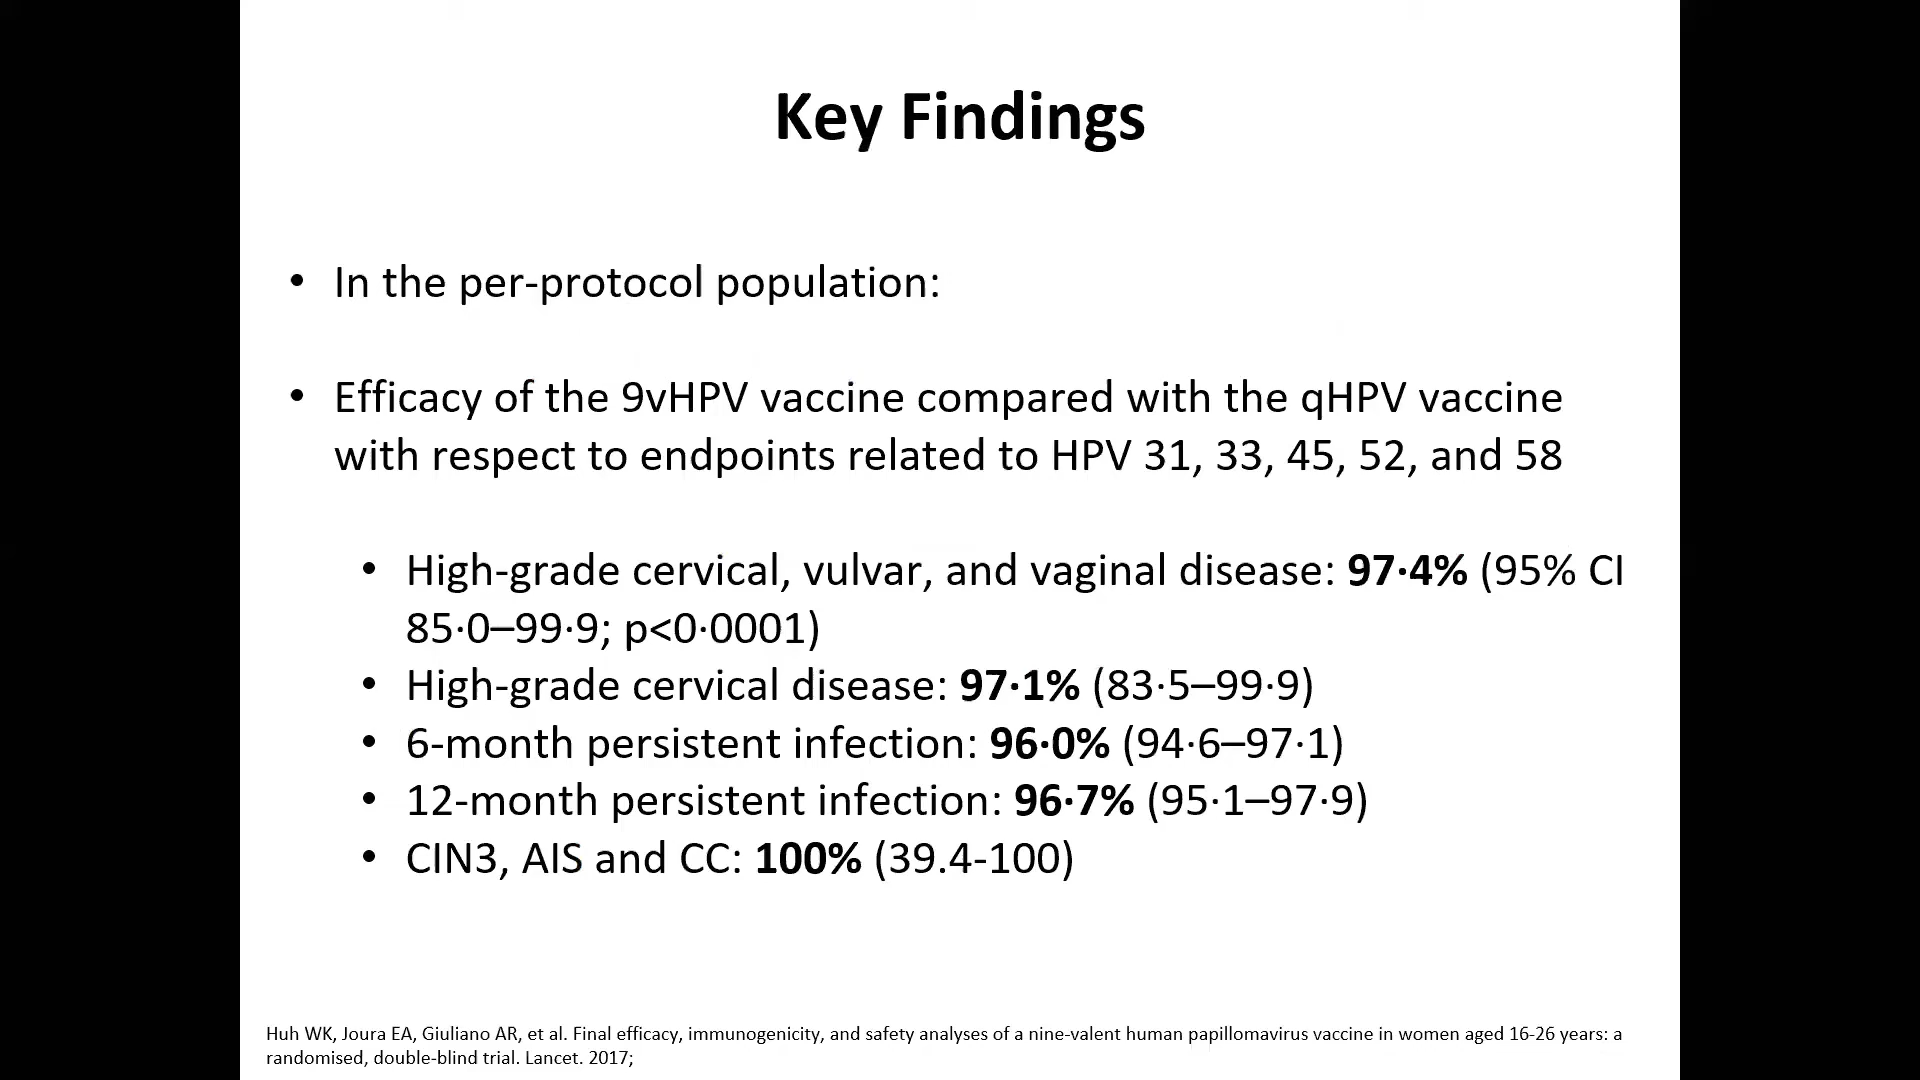 Key Findings
• In the per-protocol population:
• Efficacy of the 9vHPV vaccine compared with the qHPV vaccine
with respect to endpoints related to HPV 31, 33, 45, 52, and 58
• High-grade cervical, vulvar, and vaginal disease: 97·4% (95% CI
85·0–99·9; p<0·0001)
• High-grade cervical disease: 97·1% (83·5–99·9)
• 6-month persistent infection: 96·0% (94·6–97·1)
• 12-month persistent infection: 96·7% (95·1–97·9)
• CIN3, AIS and CC: 100% (39.4-100)
Huh WK, Joura EA, Giuliano AR, et al. Final efficacy, immunogenicity, and safety analyses of a nine-valent human papillomavirus vaccine in women aged 16-26 years: a
randomised, double-blind trial. Lancet. 2017;